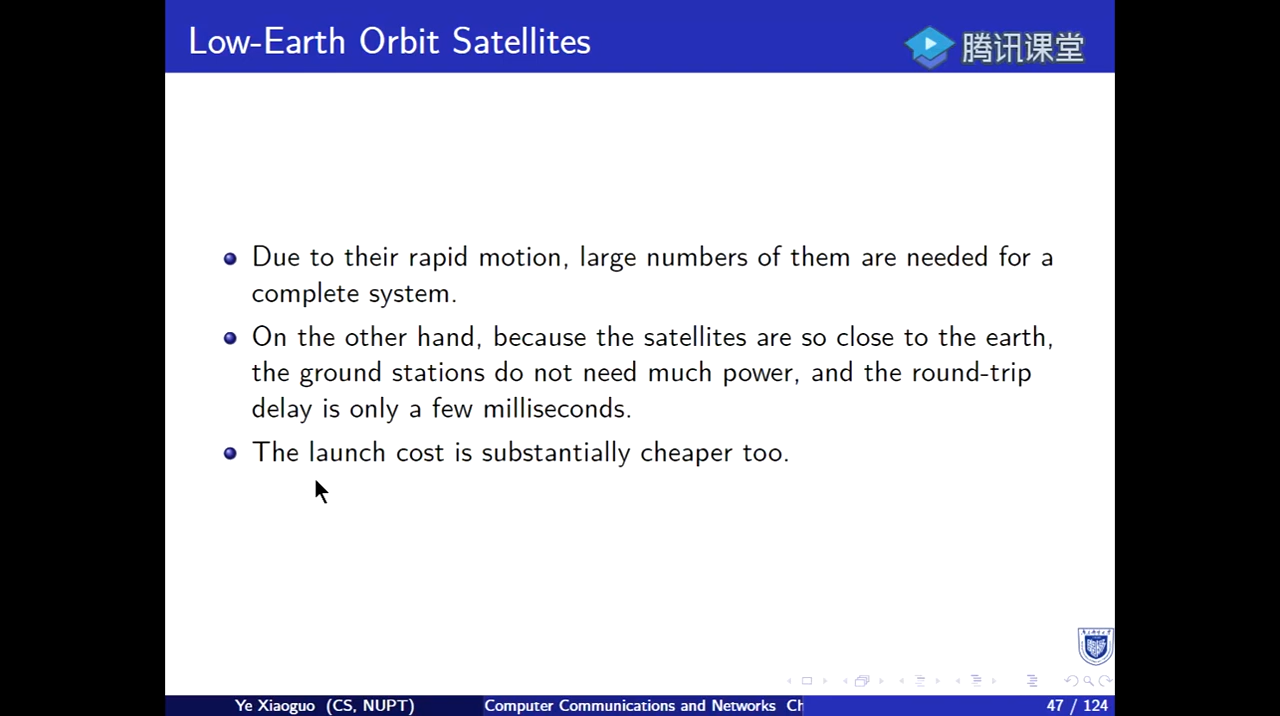 Low-Earth Orbit Satellites
腾讯课堂
Due to their rapid motion, large numbers of them are needed for a
complete system.
On the other hand, because the satellites are so close to the earth,
the ground stations do not need much power, and the round-trip
delay is only a few milliseconds.
The launch cost is substantially cheaper too.
Ye Xiaoguo (CS, NUPT)
Computer Communications and Networks Ch
47 / 124